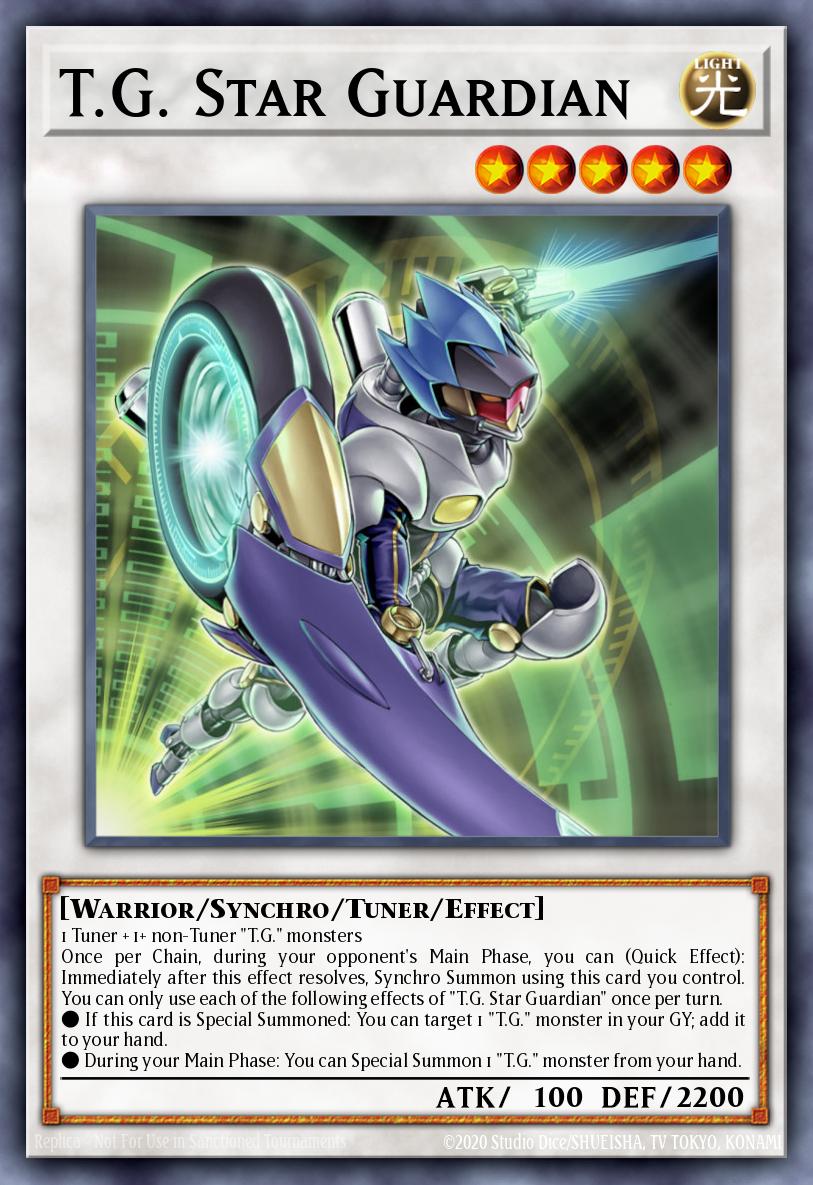 T.G. Star Guardian
LIGHT
光
[Warrior/Synchro/Tuner/Effect]
1 Tuner + 1+ non-Tuner "T.G." monsters
Once per Chain, during your opponent's Main Phase, you can (Quick Effect):
Immediately after this effect resolves, Synchro Summon using this card you control.
You can only use each of the following effects of "T.G. Star Guardian" once per turn.
● If this card is Special Summoned: You can target 1 "T.G." monster in your GY; add it
to your hand.
● During your Main Phase: You can Special Summon 1 "T.G." monster from your hand.
ATK/ 100 DEF/2200
Replica - Not For Use in Sanctioned Tournaments
©2020 Studio Dice/SHUEISHA, TV TOKYO, KONAMI